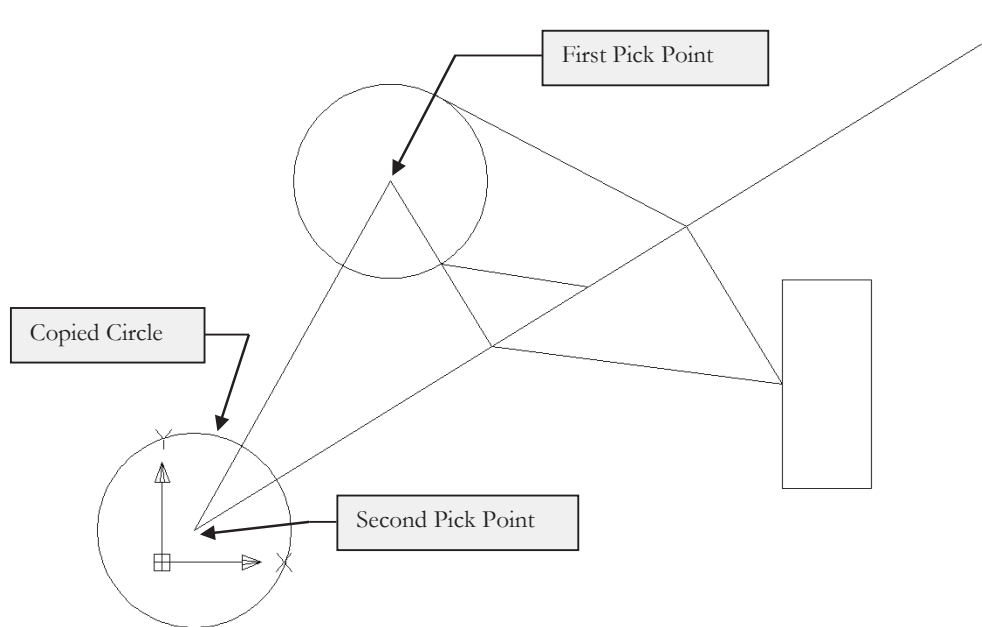 First Pick Point
Copied Circle
Y
Second Pick Point
X